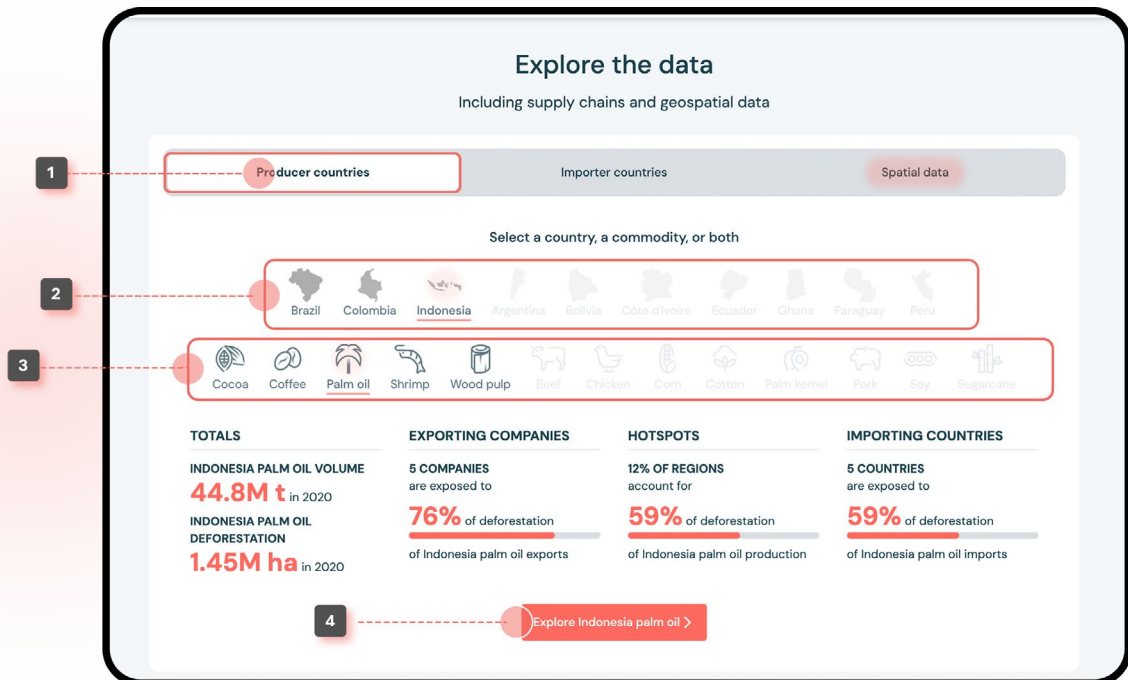 Explore the data
Including supply chains and geospatial data
1
Producer countries
Importer countries
Spatial data
Select a country, a commodity, or both
2
Brazil Colombia Indonesia Argentina Bolivia Côte d'Ivoire Ecuador Ghana Paraguay Peru
3
Cocoa Coffee Palm oil Shrimp Wood pulp Beef Chicken Corn Cotton Palm kernel Pork Soy Sugarcane
TOTALS
INDONESIA PALM OIL VOLUME
44.8M t in 2020
INDONESIA PALM OIL
DEFORESTATION
1.45M ha in 2020
EXPORTING COMPANIES
5 COMPANIES
are exposed to
76% of deforestation
of Indonesia palm oil exports
HOTSPOTS
12% OF REGIONS
account for
59% of deforestation
of Indonesia palm oil production
IMPORTING COUNTRIES
5 COUNTRIES
are exposed to
59% of deforestation
of Indonesia palm oil imports
4
Explore Indonesia palm oil >